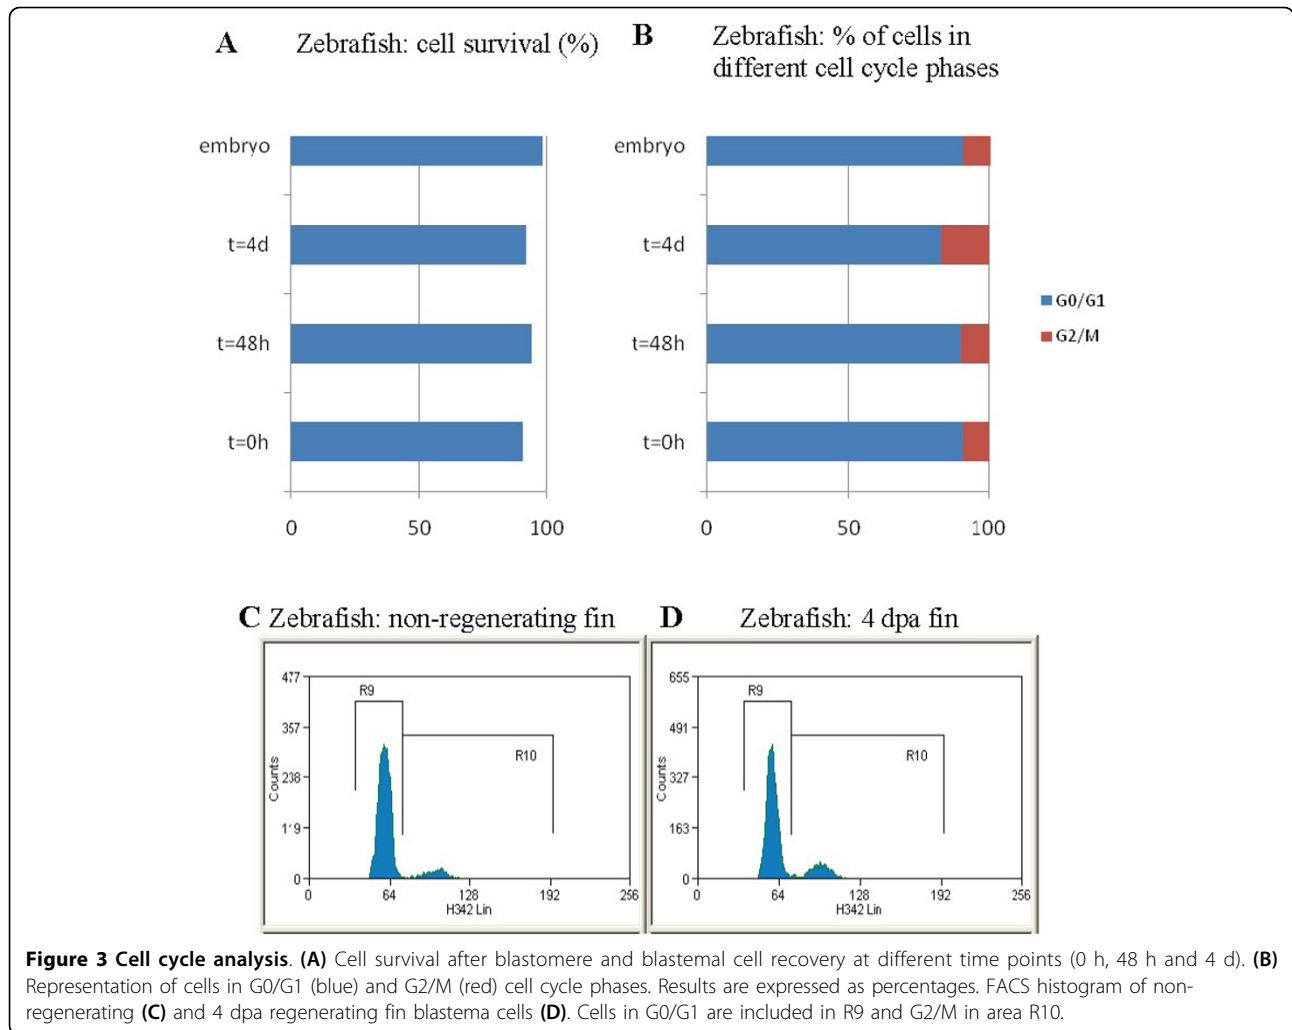 A Zebrafish: cell survival (%)
embryo
t=4d
t=48h
t=0h
0 50 100
B Zebrafish: % of cells in
different cell cycle phases
embryo
t=4d
t=48h
t=0h
0 50 100
G0/G1
G2/M
C Zebrafish: non-regenerating fin
477
357
238
119
0
Counts
R9
R10
0 64 128 192 256
H342 Lin
D Zebrafish: 4 dpa fin
655
491
327
163
0
Counts
R9
R10
0 64 128 192 256
H342 Lin
Figure 3 Cell cycle analysis. (A) Cell survival after blastomere and blastemal cell recovery at different time points (0 h, 48 h and 4 d). (B)
Representation of cells in G0/G1 (blue) and G2/M (red) cell cycle phases. Results are expressed as percentages. FACS histogram of non-
regenerating (C) and 4 dpa regenerating fin blastema cells (D). Cells in G0/G1 are included in R9 and G2/M in area R10.